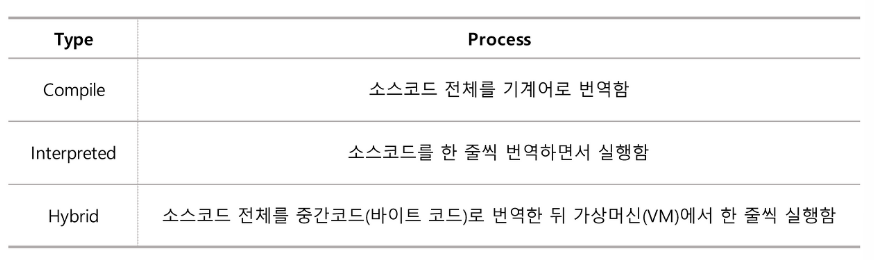 Type Process
Compile 소스코드 전체를 기계어로 번역함
Interpreted 소스코드를 한 줄씩 번역하면서 실행함
Hybrid 소스코드 전체를 중간코드(바이트 코드)로 번역한 뒤 가상머신(VM)에서 한 줄씩 실행함